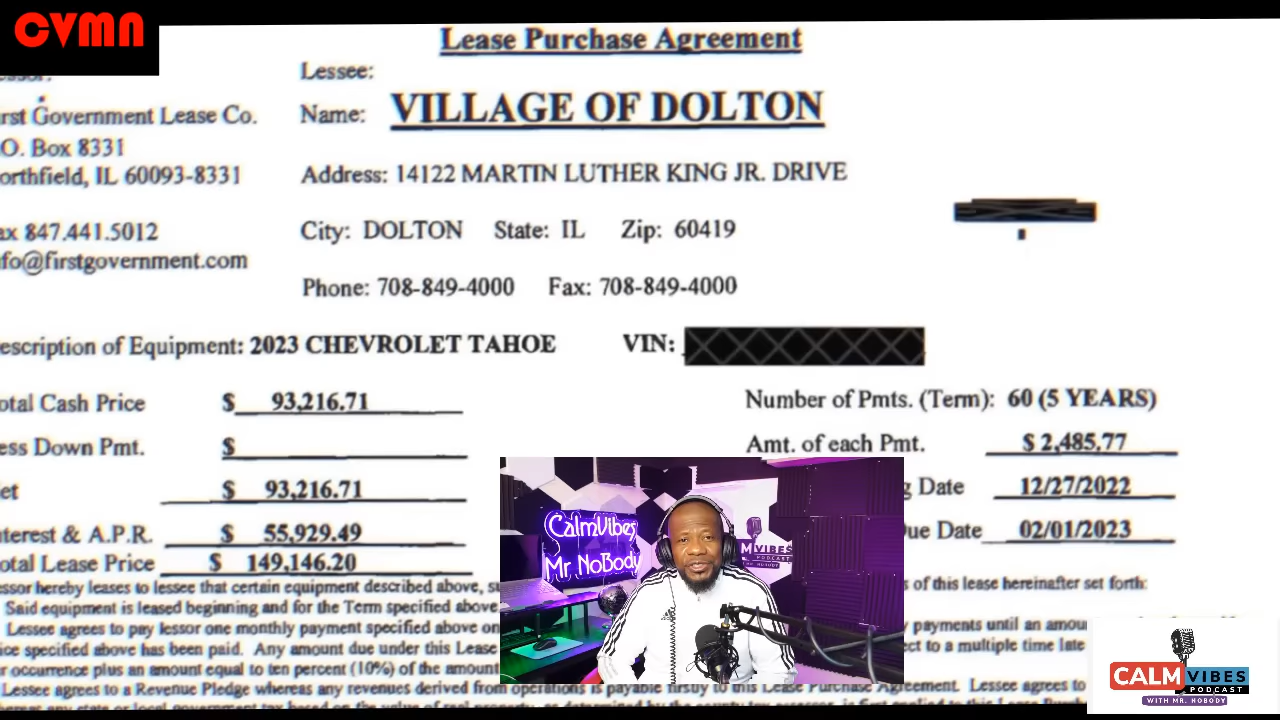 CVMN
Lease Purchase Agreement
Lessee:
rst Government Lease Co.
Name: VILLAGE OF DOLTON
O. Box 8331
orthfield, IL 60093-8331
Address: 14122 MARTIN LUTHER KING JR. DRIVE
ax 847.441.5012
City: DOLTON State: IL Zip: 60419
fo@firstgovernment.com
Phone: 708-849-4000 Fax: 708-849-4000
escription of Equipment: 2023 CHEVROLET TAHOE VIN:
otal Cash Price $ 93,216.71 Number of Pmts. (Term): 60 (5 YEARS)
ess Down Pmt. $ Amt. of each Pmt. $ 2,485.77
et $ 93,216.71 g Date 12/27/2022
nterest & A.P.R. $ 55,929.49 ue Date 02/01/2023
otal Lease Price $ 149,146.20
ssor hereby leases to lessee that certain equipment described above, su of this lease hereinafter set forth:
Said equipment is leased beginning and for the Term specified above
Lessee agrees to pay lessor one monthly payment specified above on payments until an amoun
ice specified above has been paid. Any amount due under this Lease ect to a multiple time late
r occurrence plus an amount equal to ten percent (10%) of the amount
Lessee agrees to a Revenue Pledge whereas any revenues derived from operations is payable firstly to this Lease Purchase Agreement. Lessee agrees to
CalmVibes
Mr NoBody
M VIBES
PODCAST
CALM VIBES
PODCAST
WITH MR. NOBODY